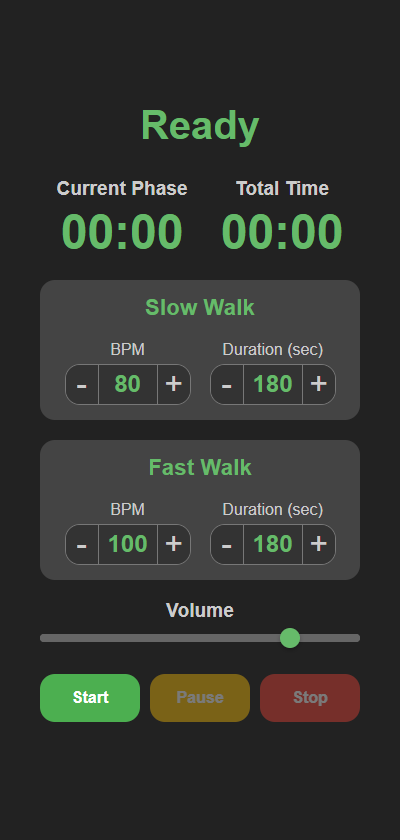 Ready
Current Phase Total Time
00:00 00:00
Slow Walk
BPM Duration (sec)
- 80 + - 180 +
Fast Walk
BPM Duration (sec)
- 100 + - 180 +
Volume
Start Pause Stop